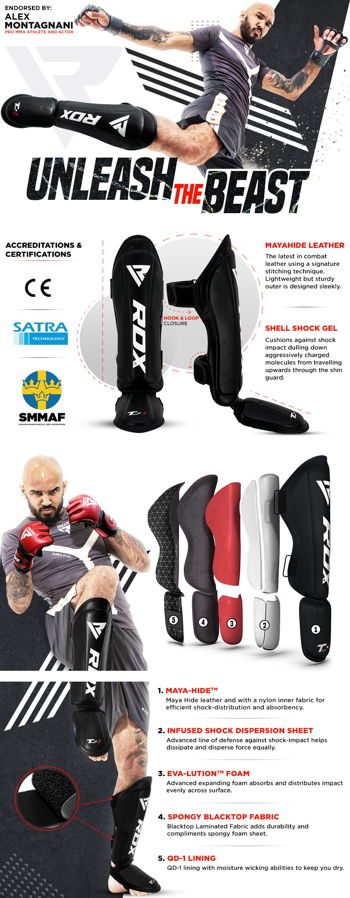 ENDORSED BY:
ALEX
MONTAGNANI
PRO MMA ATHLETE AND ACTOR
RDX
UNLEASH THE BEAST
ACCREDITATIONS &
CERTIFICATIONS
CE
SATRA
TECHNOLOGY
SMMAF
RDX
T-1
HOOK & LOOP
CLOSURE
MAYAHIDE LEATHER
The latest in combat
leather using a signature
stitching technique.
Lightweight but sturdy
outer is designed sleekly.
SHELL SHOCK GEL
Cushions against shock
impact dulling down
aggressively charged
molecules from travelling
upwards through the shin
guard.
RDX
5
4
3
2
1
RDX
1. MAYA-HIDE™
Maya Hide leather and with a nylon inner fabric for
efficient shock-distribution and absorbency.
2. INFUSED SHOCK DISPERSION SHEET
Advanced line of defense against shock-impact helps
dissipate and disperse force equally.
3. EVA-LUTION™ FOAM
Advanced expanding foam absorbs and distributes impact
evenly across surface.
4. SPONGY BLACKTOP FABRIC
Blacktop Laminated Fabric adds durability and
compliments spongy foam sheet.
5. QD-1 LINING
QD-1 lining with moisture wicking abilities to keep you dry.
RDX